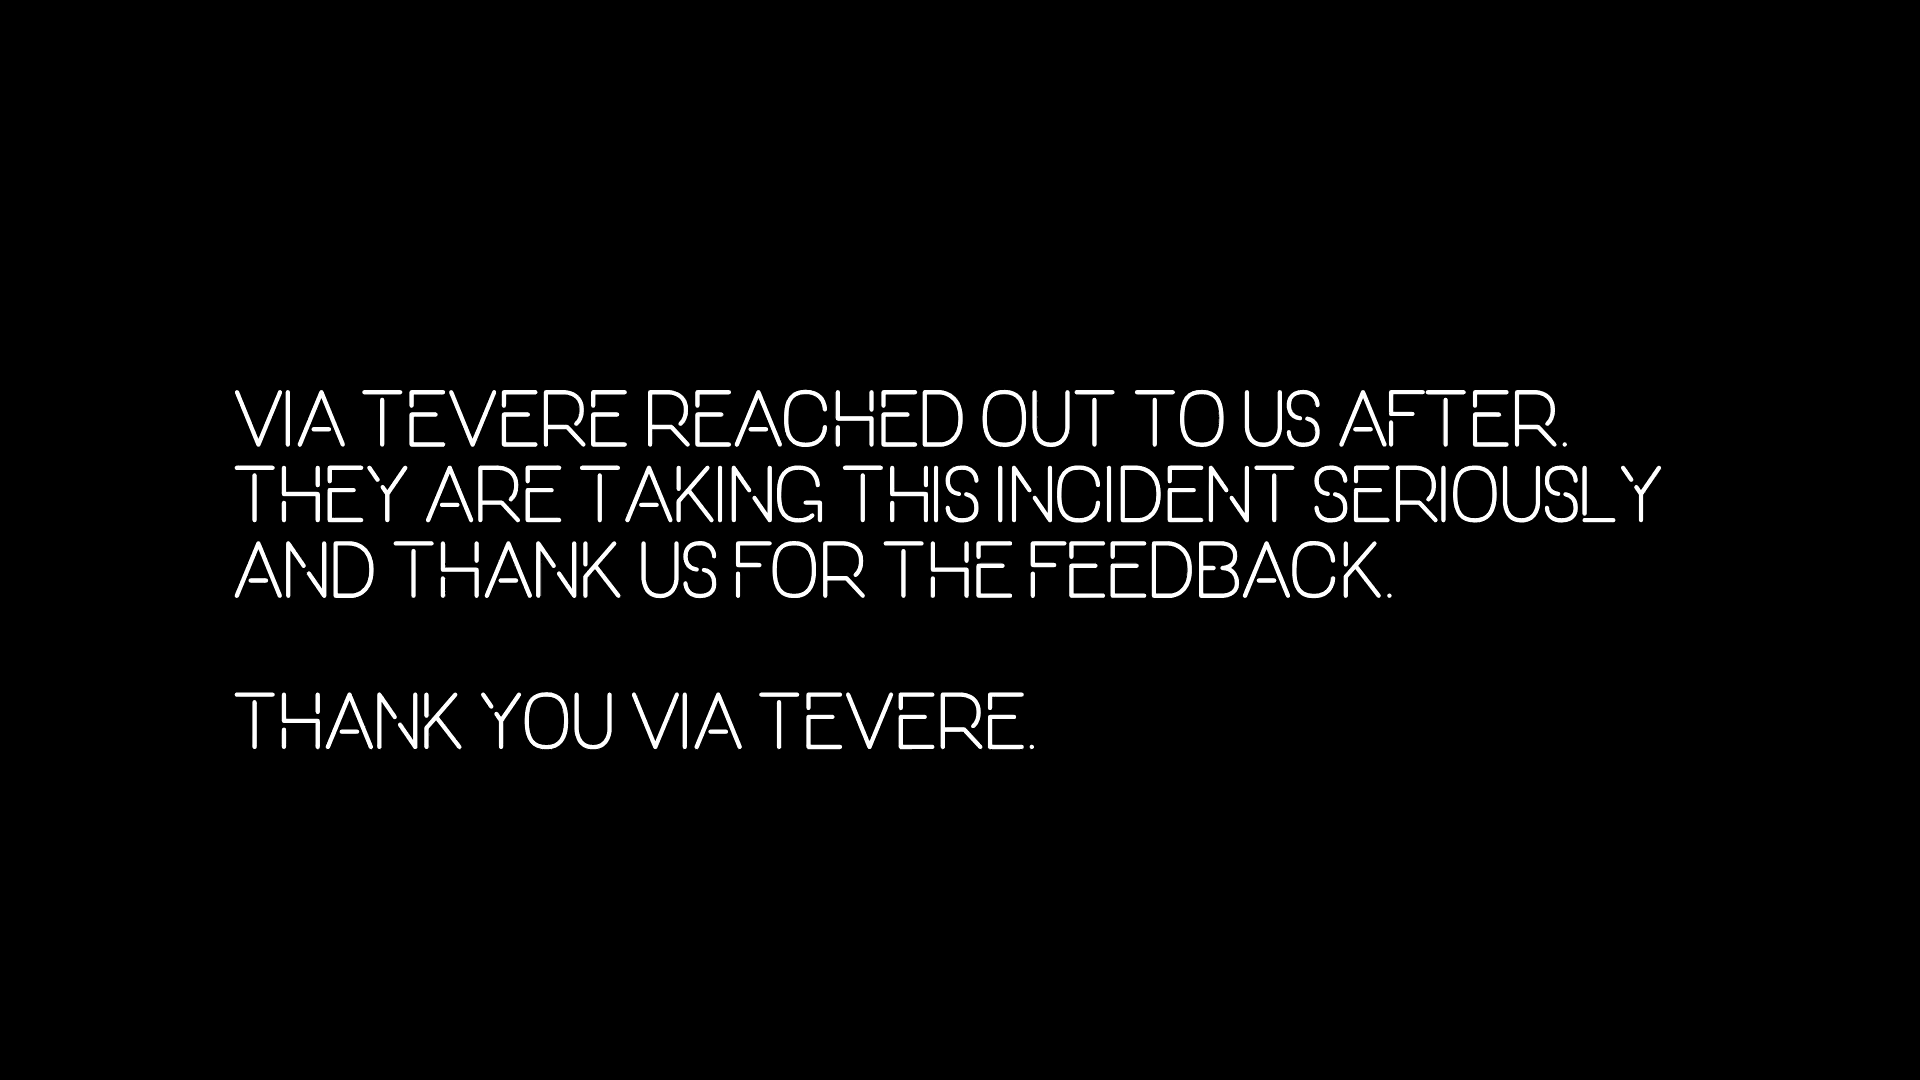 VIA TEVERE REACHED OUT TO US AFTER.
THEY ARE TAKING THIS INCIDENT SERIOUSLY
AND THANK US FOR THE FEEDBACK.
THANK YOU VIA TEVERE.